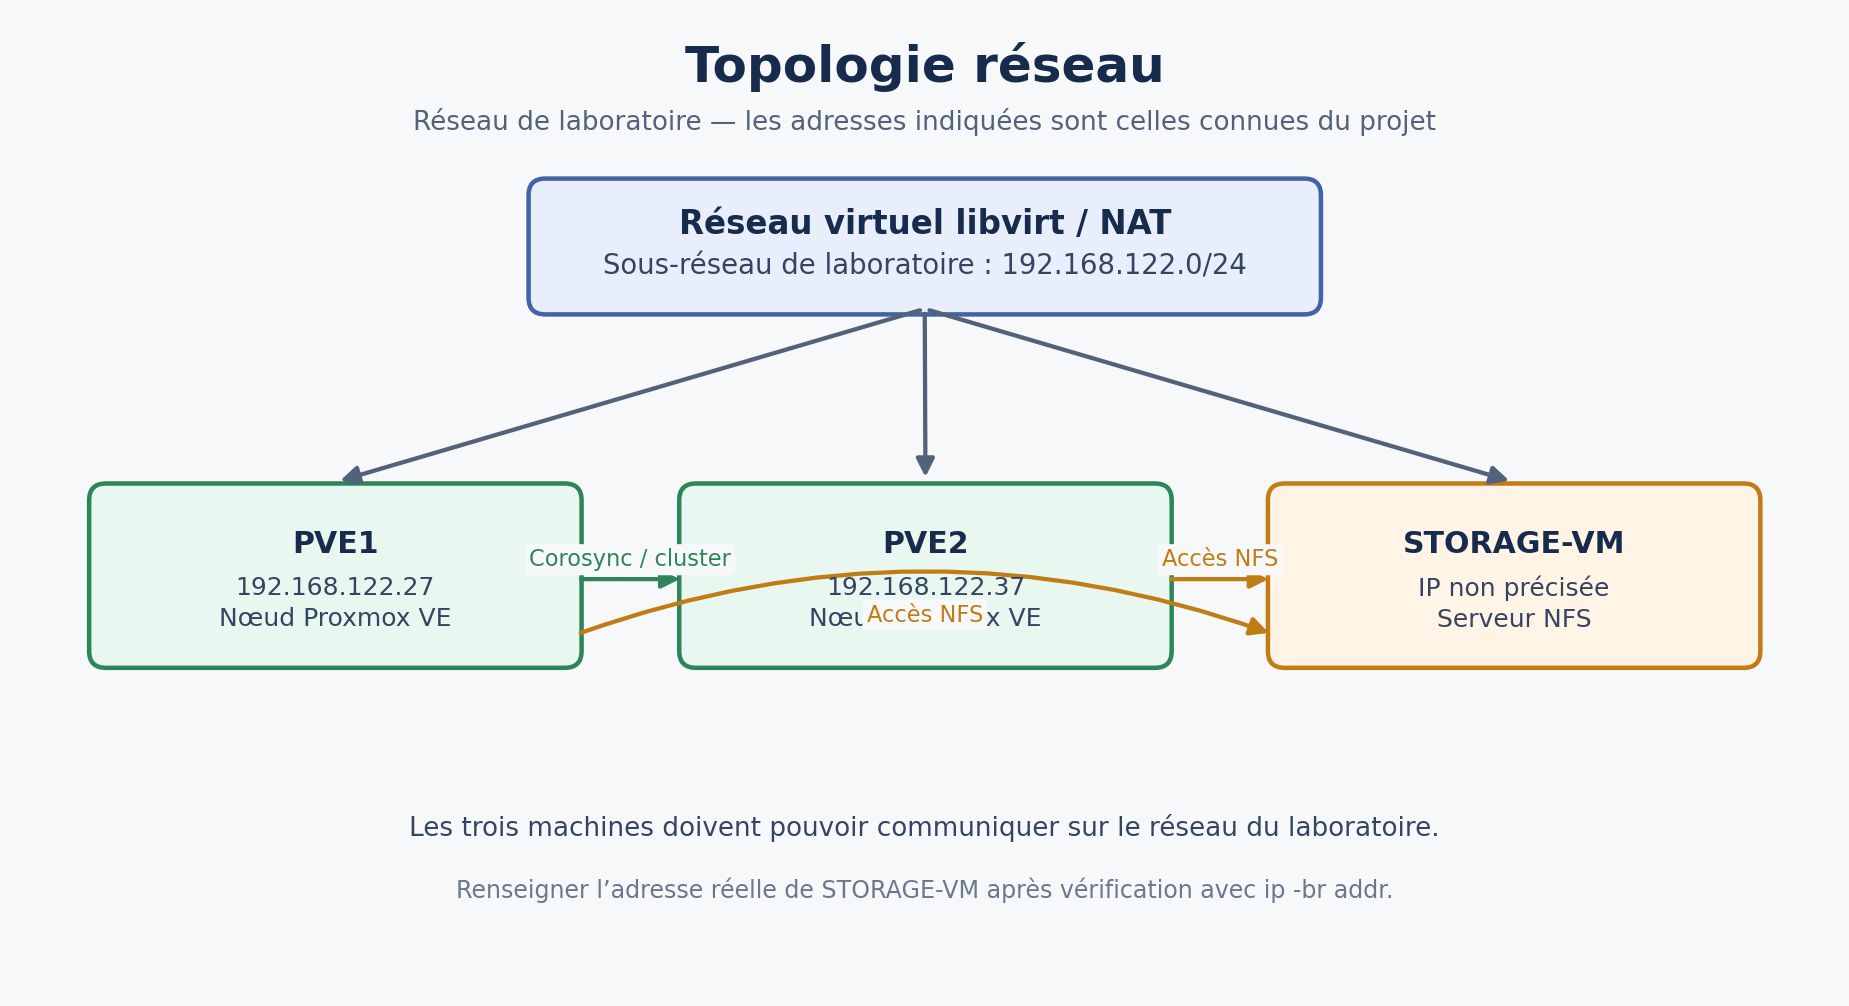 Topologie réseau
Réseau de laboratoire — les adresses indiquées sont celles connues du projet
Réseau virtuel libvirt / NAT
Sous-réseau de laboratoire : 192.168.122.0/24
PVE1
192.168.122.27
Nœud Proxmox VE
Corosync / cluster
PVE2
192.168.122.37
Nœu x VE
Accès NFS
Accès NFS
STORAGE-VM
IP non précisée
Serveur NFS
Les trois machines doivent pouvoir communiquer sur le réseau du laboratoire.
Renseigner l’adresse réelle de STORAGE-VM après vérification avec ip -br addr.